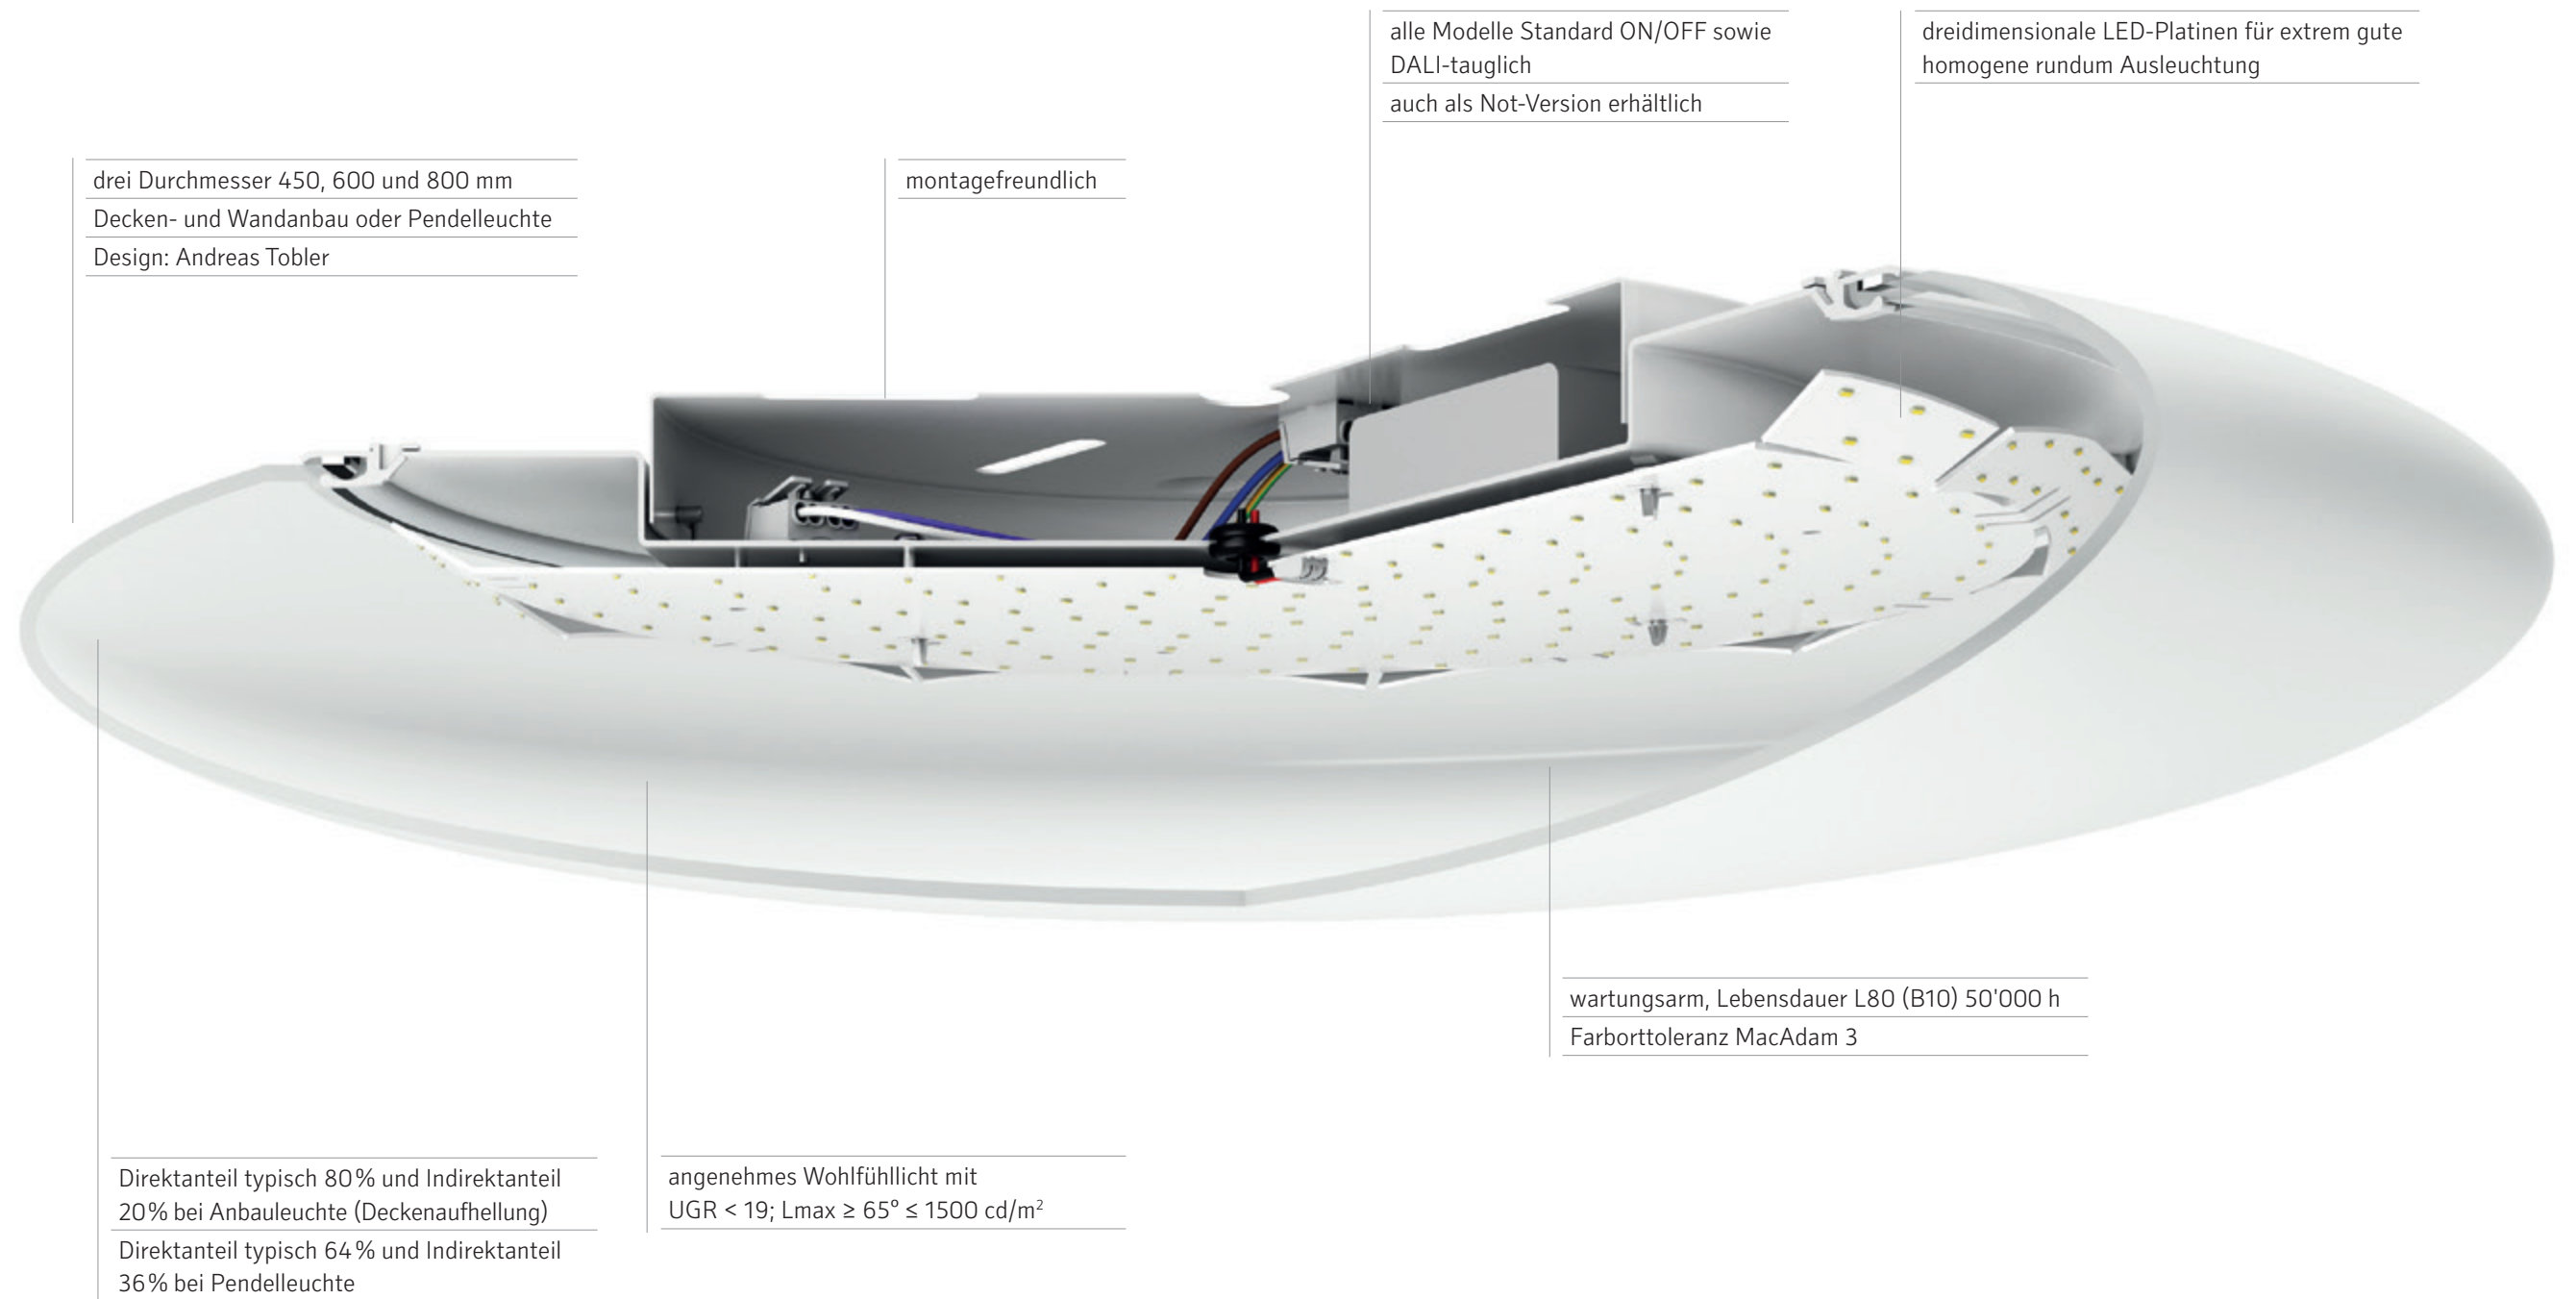 alle Modelle Standard ON/OFF sowie
DALI-tauglich
auch als Not-Version erhältlich
dreidimensionale LED-Platinen für extrem gute
homogene rundum Ausleuchtung
drei Durchmesser 450, 600 und 800 mm
Decken- und Wandanbau oder Pendelleuchte
Design: Andreas Tobler
montagefreundlich
wartungsarm, Lebensdauer L80 (B10) 50'000 h
Farborttoleranz MacAdam 3
Direktanteil typisch 80% und Indirektanteil
20% bei Anbauleuchte (Deckenaufhellung)
Direktanteil typisch 64% und Indirektanteil
36% bei Pendelleuchte
angenehmes Wohlfühllicht mit
UGR < 19; Lmax ≥ 65° ≤ 1500 cd/m²